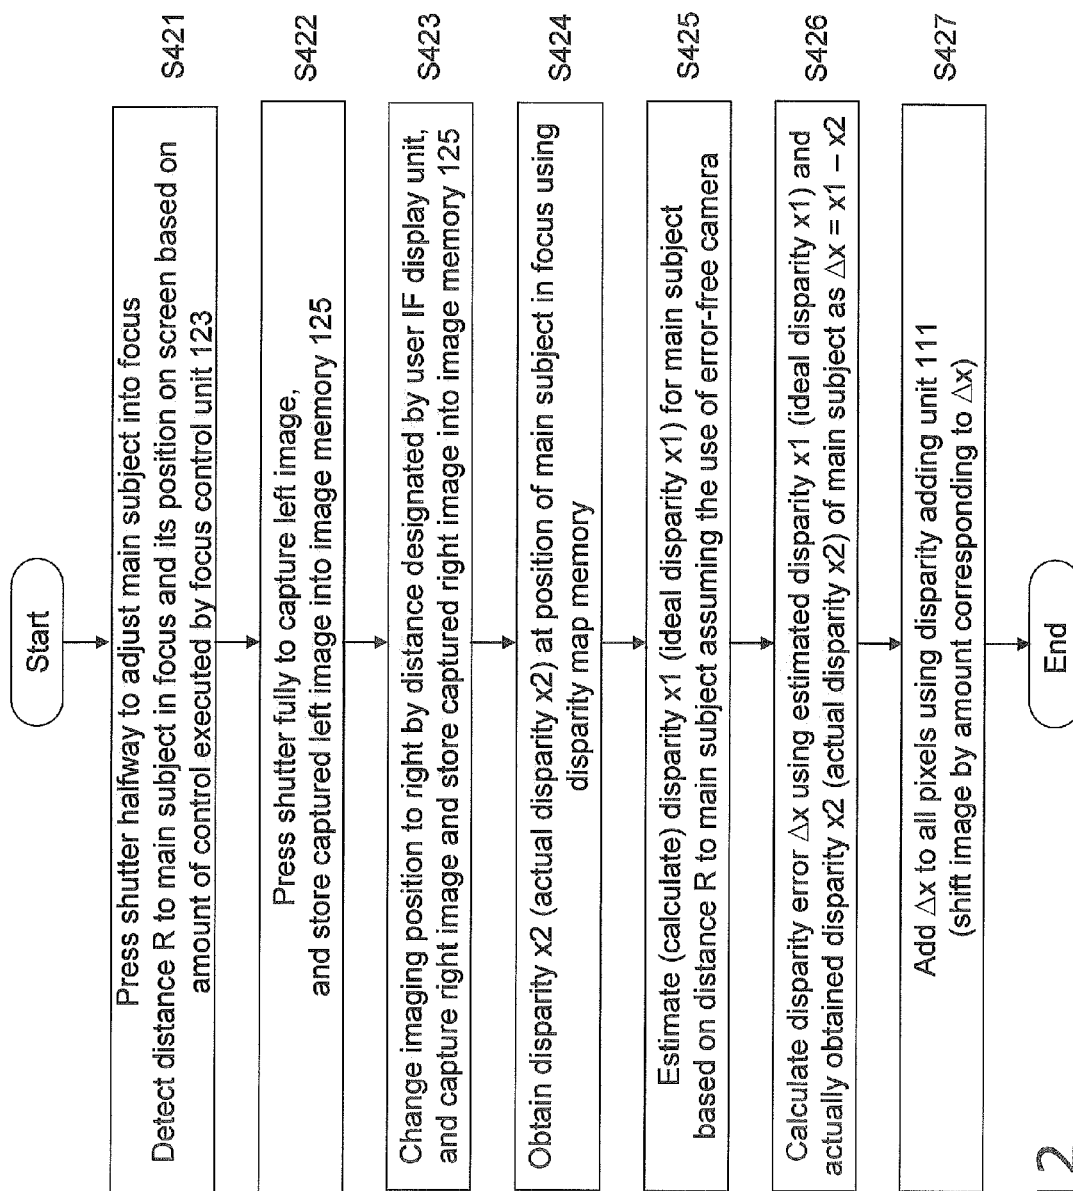 Start
Press shutter halfway to adjust main subject into focus
Detect distance R to main subject in focus and its position on screen based on
amount of control executed by focus control unit 123
S421
Press shutter fully to capture left image,
and store captured left image into image memory 125
S422
Change imaging position to right by distance designated by user IF display unit,
and capture right image and store captured right image into image memory 125
S423
Obtain disparity x2 (actual disparity x2) at position of main subject in focus using
disparity map memory
S424
Estimate (calculate) disparity x1 (ideal disparity x1) for main subject
based on distance R to main subject assuming the use of error-free camera
S425
Calculate disparity error Δx using estimated disparity x1 (ideal disparity x1) and
actually obtained disparity x2 (actual disparity x2) of main subject as Δx = x1 – x2
S426
Add Δx to all pixels using disparity adding unit 111
(shift image by amount corresponding to Δx)
S427
End